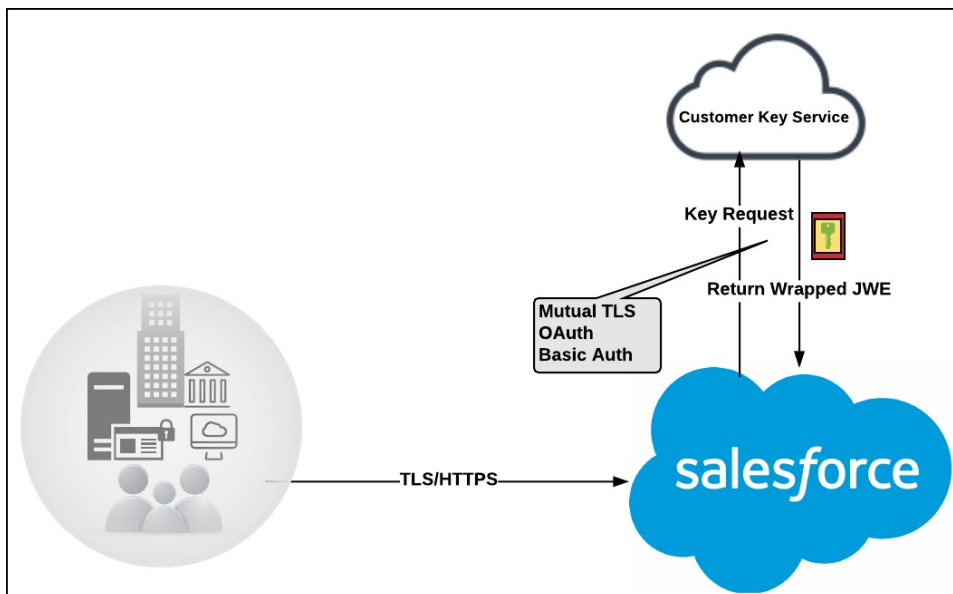 Customer Key Service
Key Request
Return Wrapped JWE
Mutual TLS
OAuth
Basic Auth
TLS/HTTPS
salesforce